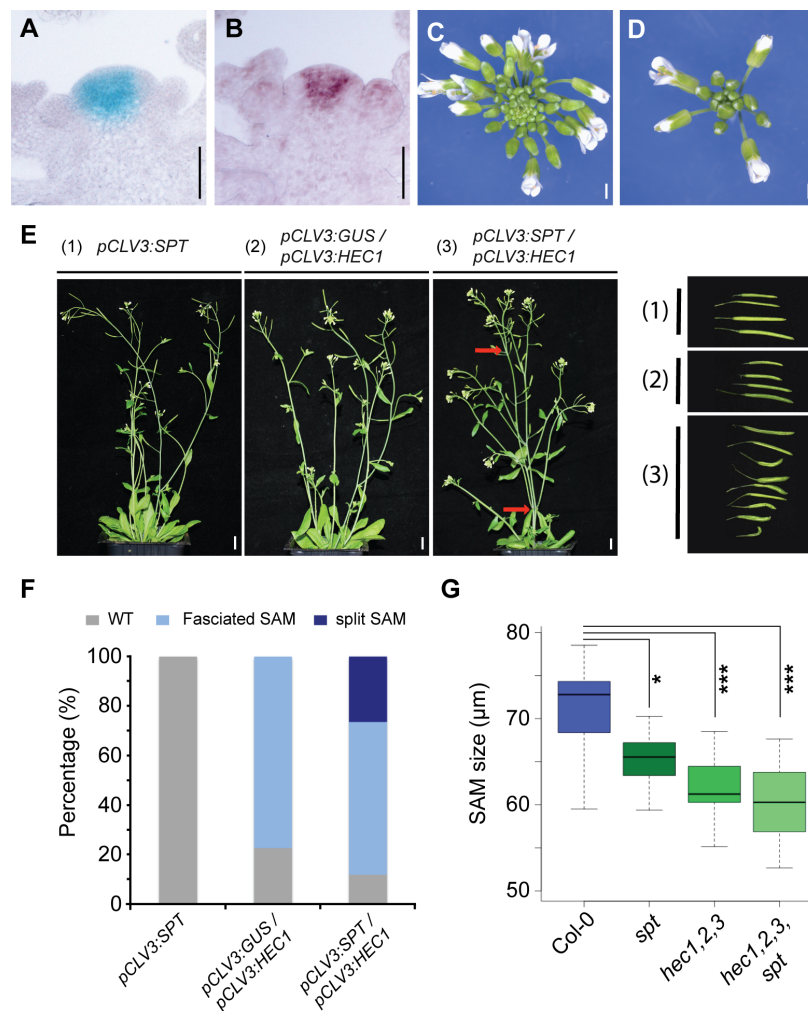 A
B
C
D
E
(1) pCLV3:SPT
(2) pCLV3:GUS /
pCLV3:HEC1
(3) pCLV3:SPT /
pCLV3:HEC1
(1)
(2)
(3)
F
WT Fasciated SAM split SAM
Percentage (%)
100
80
60
40
20
0
pCLV3:SPT
pCLV3:GUS /
pCLV3:HEC1
pCLV3:SPT /
pCLV3:HEC1
G
SAM size (µm)
80
70
60
50
*
***
***
Col-0
spt
hec1,2,3
hec1,2,3,
spt